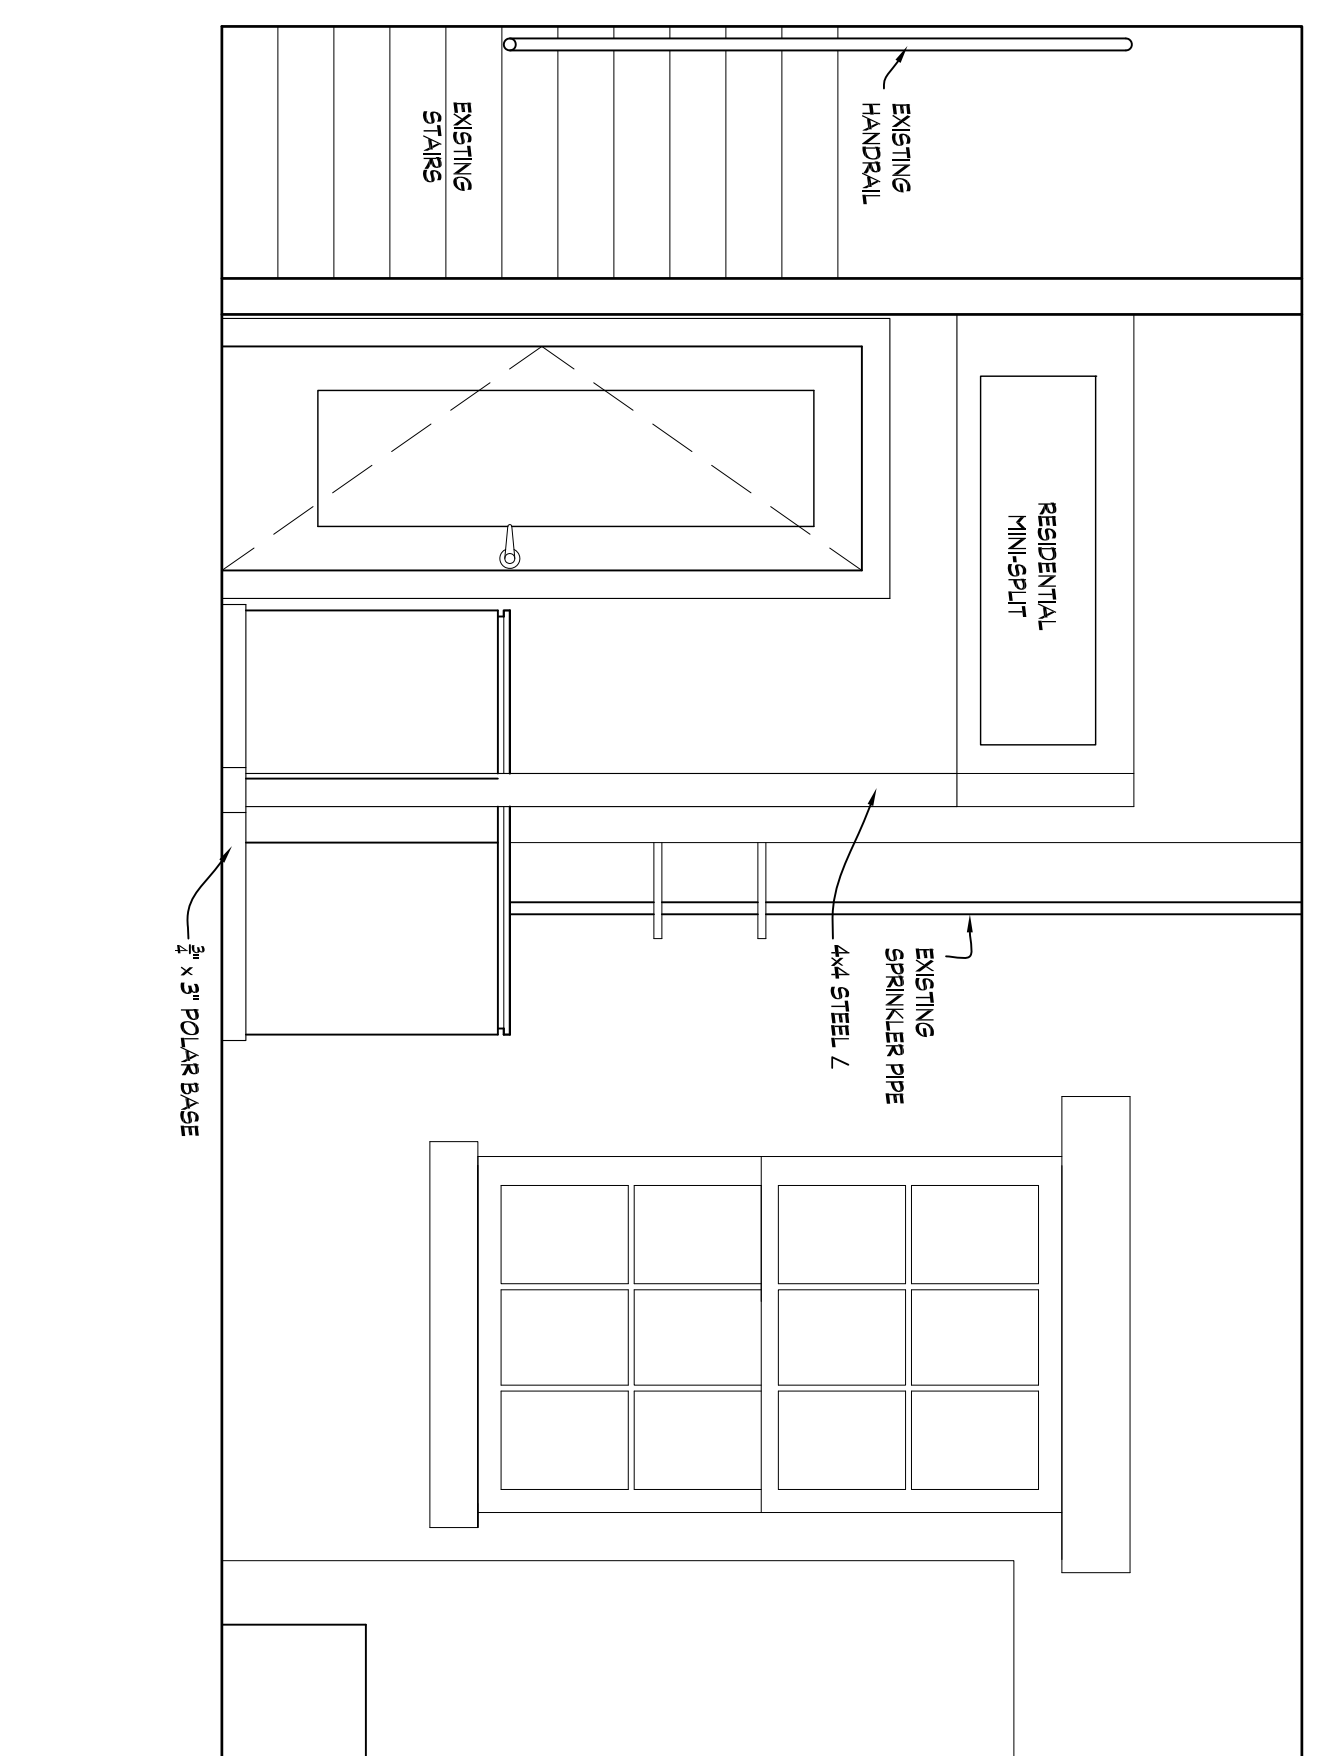 EXISTING
HANDRAIL
EXISTING
STAIRS
RESIDENTIAL
MINI-SPLIT
EXISTING
SPRINKLER PIPE
4x4 STEEL L
3/4" x 3" POLAR BASE